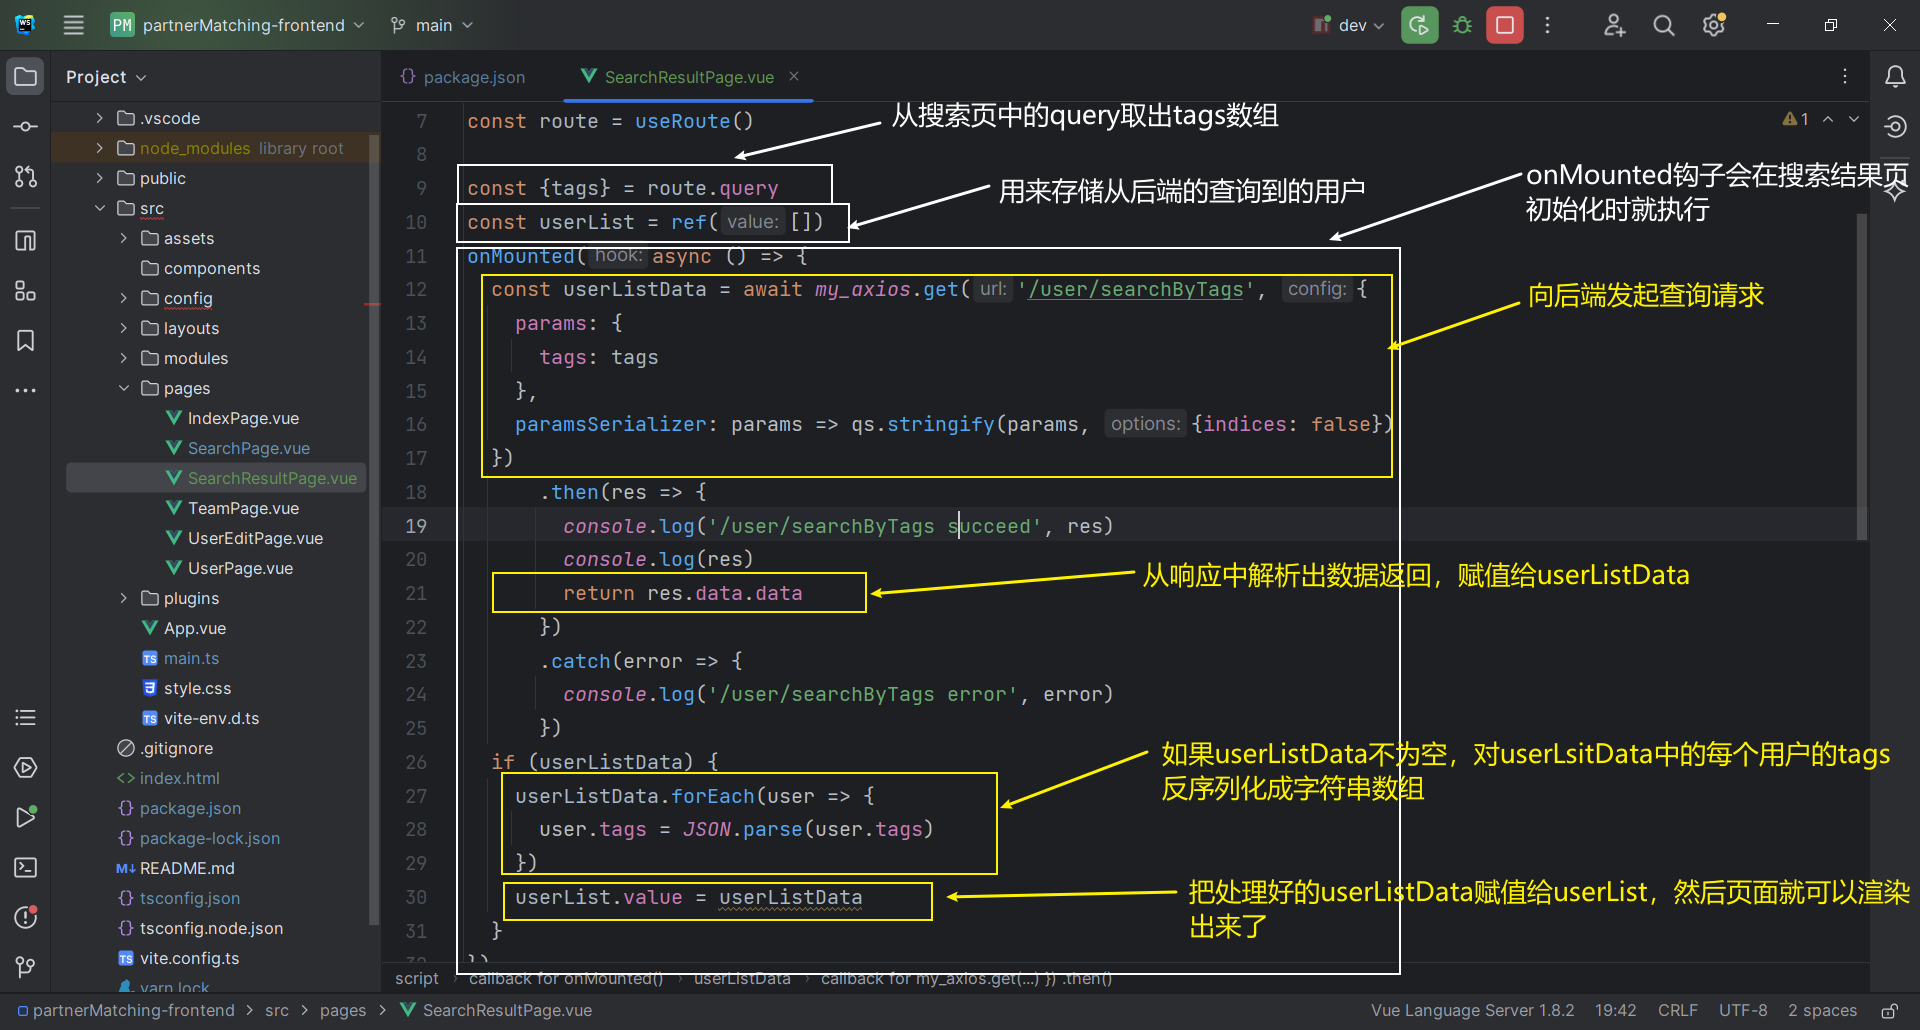 PM partnerMatching-frontend main dev
Project
package.json SearchResultPage.vue
.vscode
node_modules library root
public
src
assets
components
config
layouts
modules
pages
IndexPage.vue
SearchPage.vue
SearchResultPage.vue
TeamPage.vue
UserEditPage.vue
UserPage.vue
plugins
App.vue
main.ts
style.css
vite-env.d.ts
.gitignore
index.html
package.json
package-lock.json
README.md
tsconfig.json
tsconfig.node.json
vite.config.ts
yarn.lock
从搜索页中的query取出tags数组
7 const route = useRoute()
1
8
onMounted钩子会在搜索结果页
初始化时就执行
9 const {tags} = route.query
用来存储从后端的查询到的用户
10 const userList = ref( value: [])
11 onMounted( hook: async () => {
12 const userListData = await my_axios.get( url: '/user/searchByTags', config: {
向后端发起查询请求
13 params: {
14 tags: tags
15 },
16 paramsSerializer: params => qs.stringify(params, options: {indices: false})
17 })
18 .then(res => {
19 console.log('/user/searchByTags succeed', res)
20 console.log(res)
从响应中解析出数据返回，赋值给userListData
21 return res.data.data
22 })
23 .catch(error => {
24 console.log('/user/searchByTags error', error)
25 })
如果userListData不为空，对userLsitData中的每个用户的tags
反序列化成字符串数组
26 if (userListData) {
27 userListData.forEach(user => {
28 user.tags = JSON.parse(user.tags)
29 })
把处理好的userListData赋值给userList，然后页面就可以渲染
出来了
30 userList.value = userListData
31 }
32 })
script callback for onMounted() userListData callback for my_axios.get(...) }) .then()
partnerMatching-frontend > src > pages > SearchResultPage.vue Vue Language Server 1.8.2 19:42 CRLF UTF-8 2 spaces